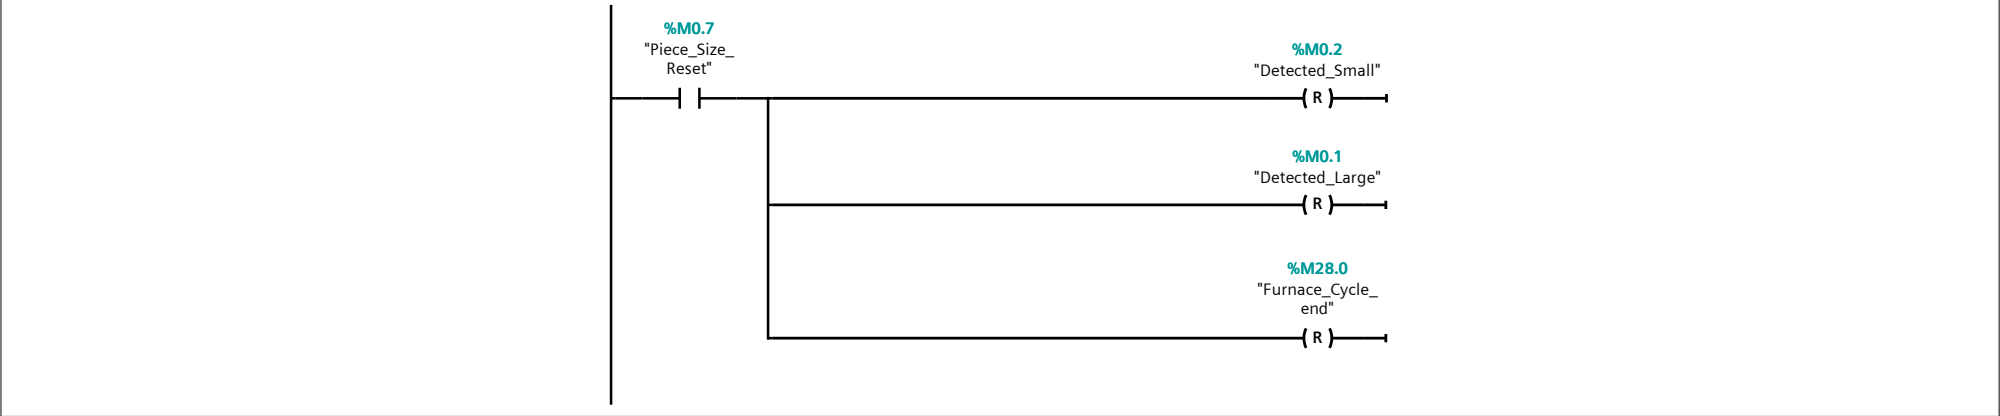 %M0.7
"Piece_Size_
Reset"
%M0.2
"Detected_Small"
R
%M0.1
"Detected_Large"
R
%M28.0
"Furnace_Cycle_
end"
R